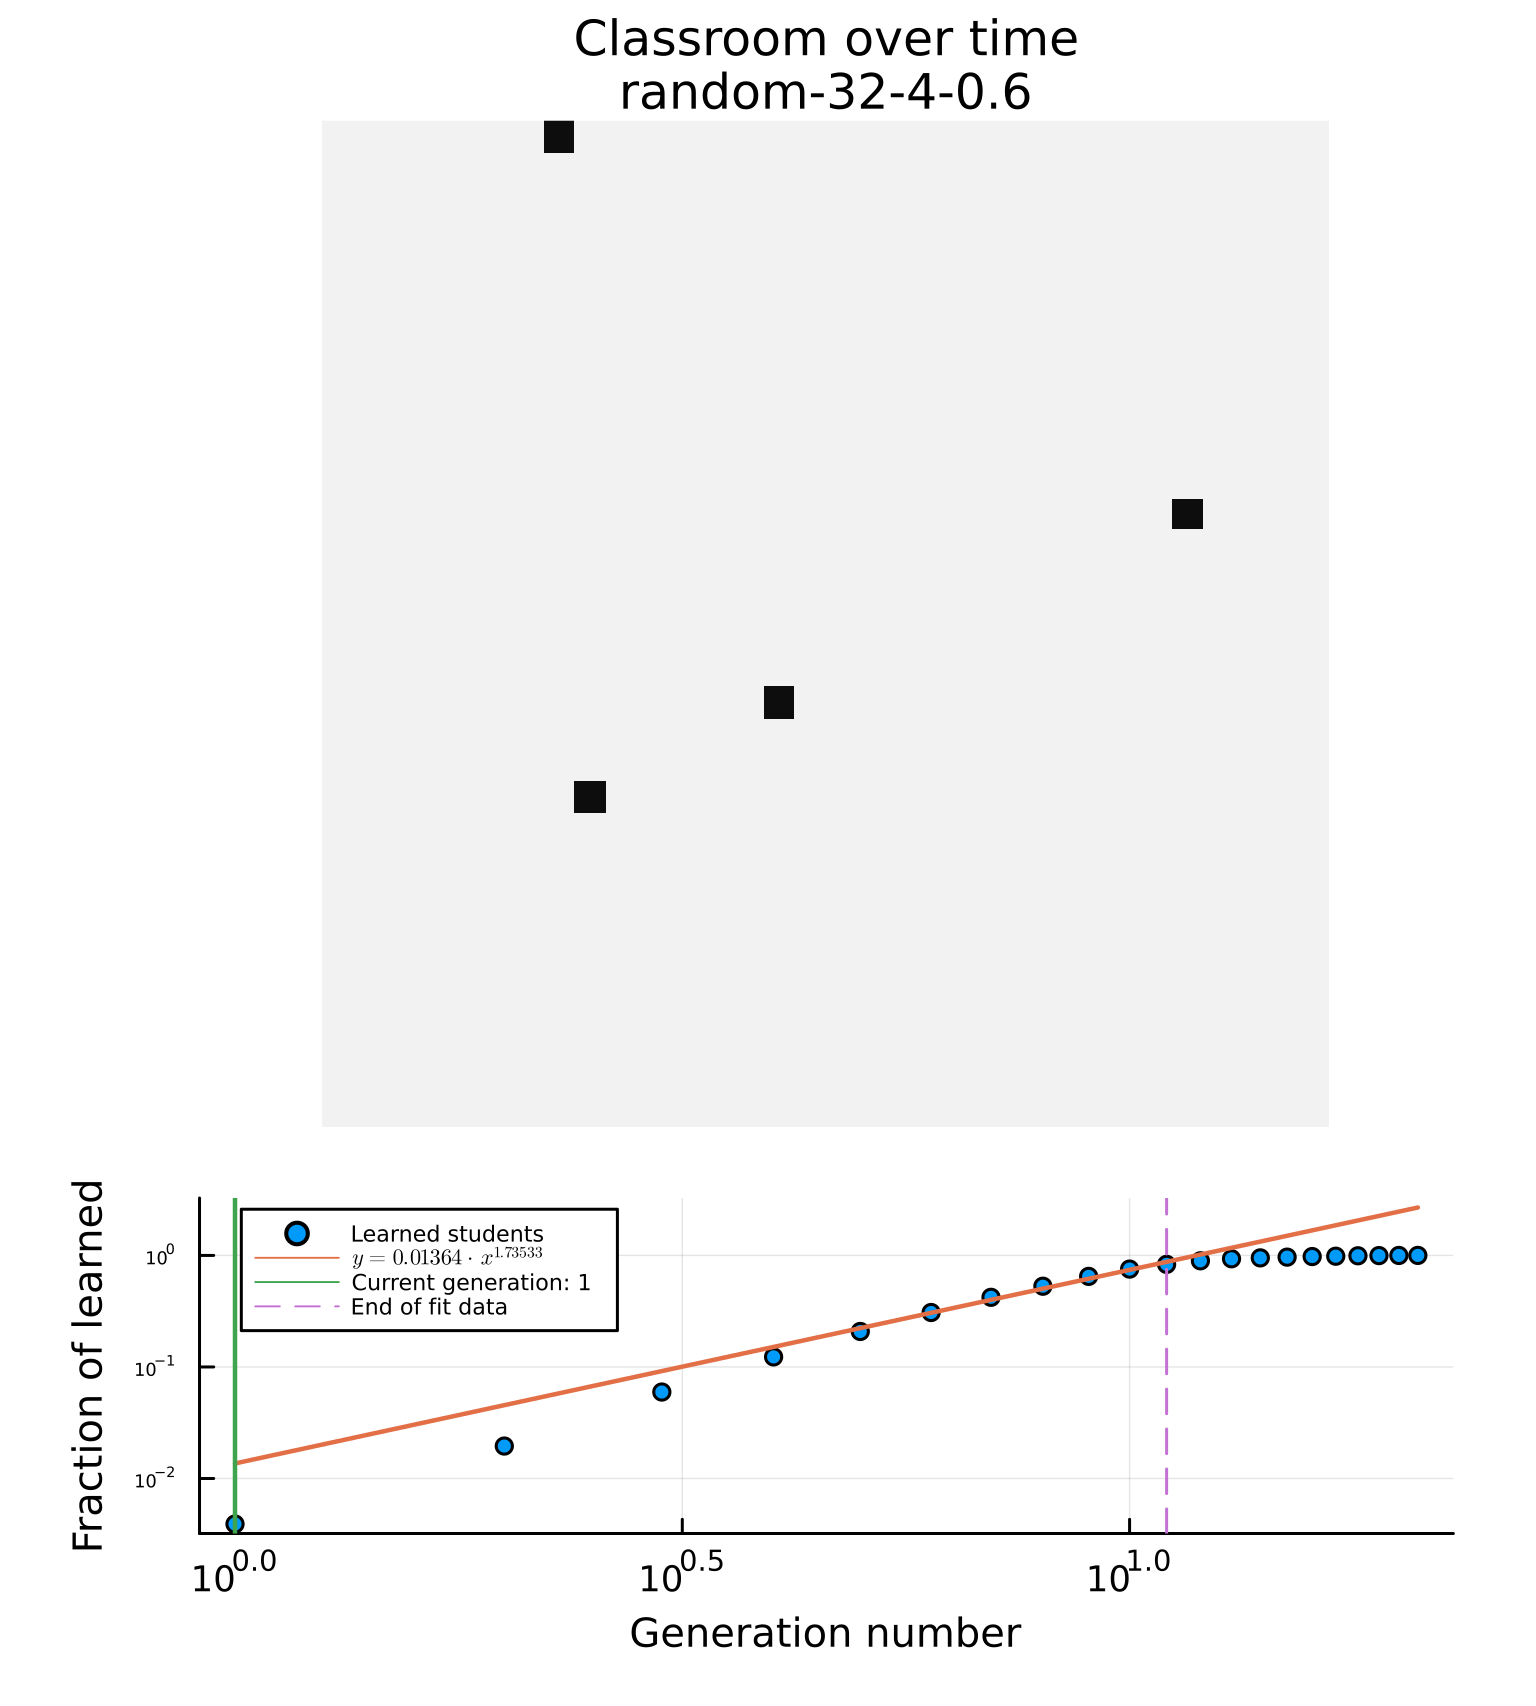 Classroom over time
random-32-4-0.6
Fraction of learned
Learned students
y = 0.01364 · x^1.73533
Current generation: 1
End of fit data
10^0
10^−1
10^−2
10^0.0 10^0.5 10^1.0
Generation number